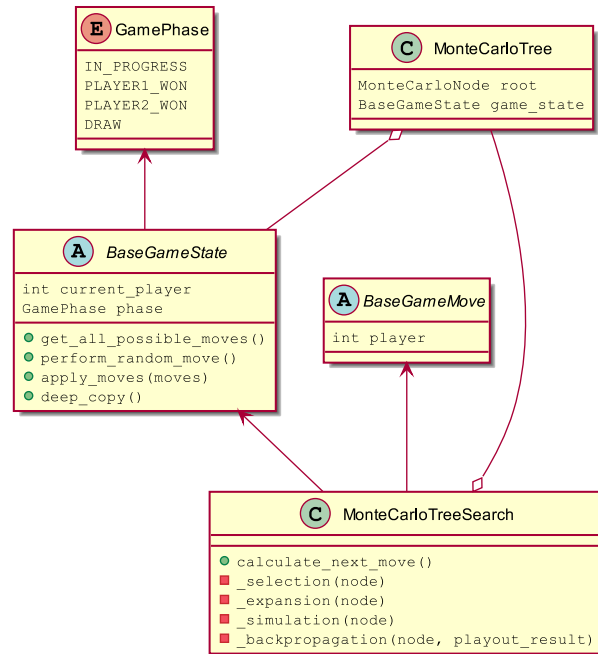 E GamePhase
IN_PROGRESS
PLAYER1_WON
PLAYER2_WON
DRAW
C MonteCarloTree
MonteCarloNode root
BaseGameState game_state
A BaseGameState
int current_player
GamePhase phase
get_all_possible_moves()
perform_random_move()
apply_moves(moves)
deep_copy()
A BaseGameMove
int player
C MonteCarloTreeSearch
calculate_next_move()
_selection(node)
_expansion(node)
_simulation(node)
_backpropagation(node, playout_result)